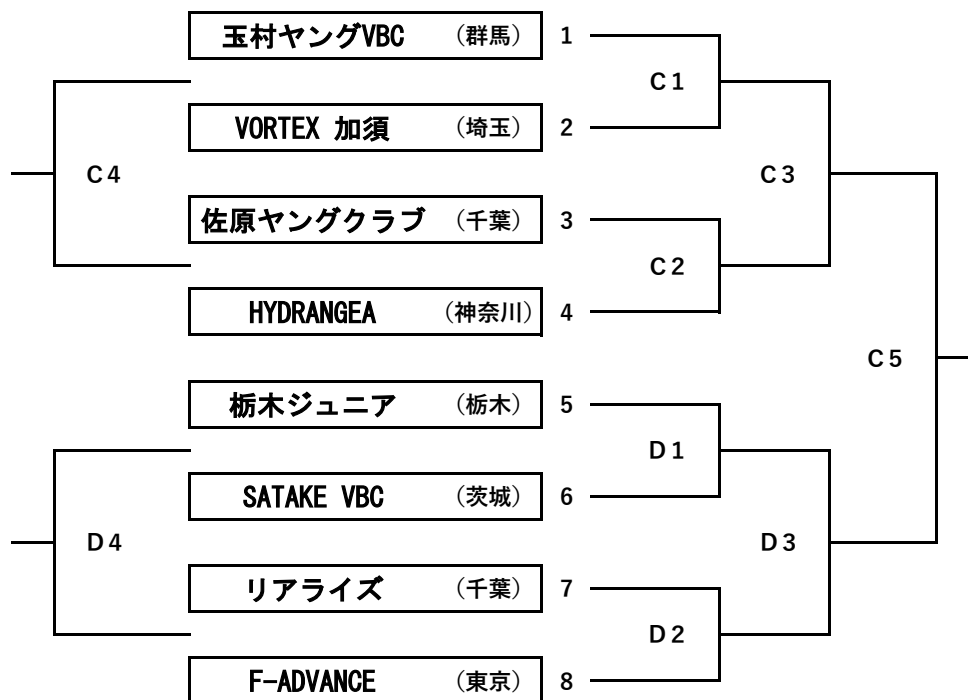 玉村ヤングVBC （群馬） 1
C1
VORTEX 加須 （埼玉） 2
C4
C3
佐原ヤングクラブ （千葉） 3
C2
HYDRANGEA （神奈川） 4
C5
栃木ジュニア （栃木） 5
D1
SATAKE VBC （茨城） 6
D4
D3
リアライズ （千葉） 7
D2
F-ADVANCE （東京） 8